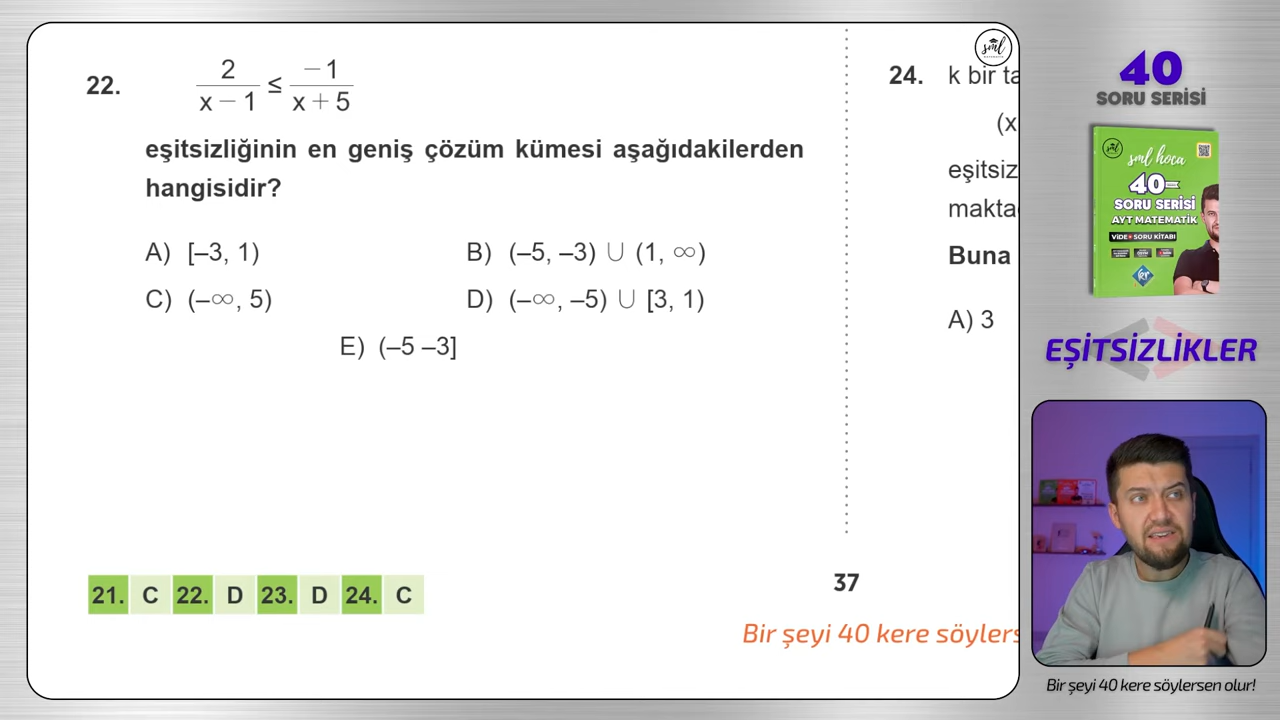 22. 2/(x – 1) ≤ –1/(x + 5)
eşitsizliğinin en geniş çözüm kümesi aşağıdakilerden
hangisidir?
A) [–3, 1)
B) (–5, –3) ∪ (1, ∞)
C) (–∞, 5)
D) (–∞, –5) ∪ [3, 1)
E) (–5 –3]
21. C 22. D 23. D 24. C
37
Bir şeyi 40 kere söylers
24. k bir ta
(x
eşitsiz
makta
Buna
A) 3
sml
40
SORU SERİSİ
sml hoca
40
SORU SERİSİ
AYT MATEMATİK
VİDEO SORU KİTABI
EŞİTSİZLİKLER
Bir şeyi 40 kere söylersen olur!